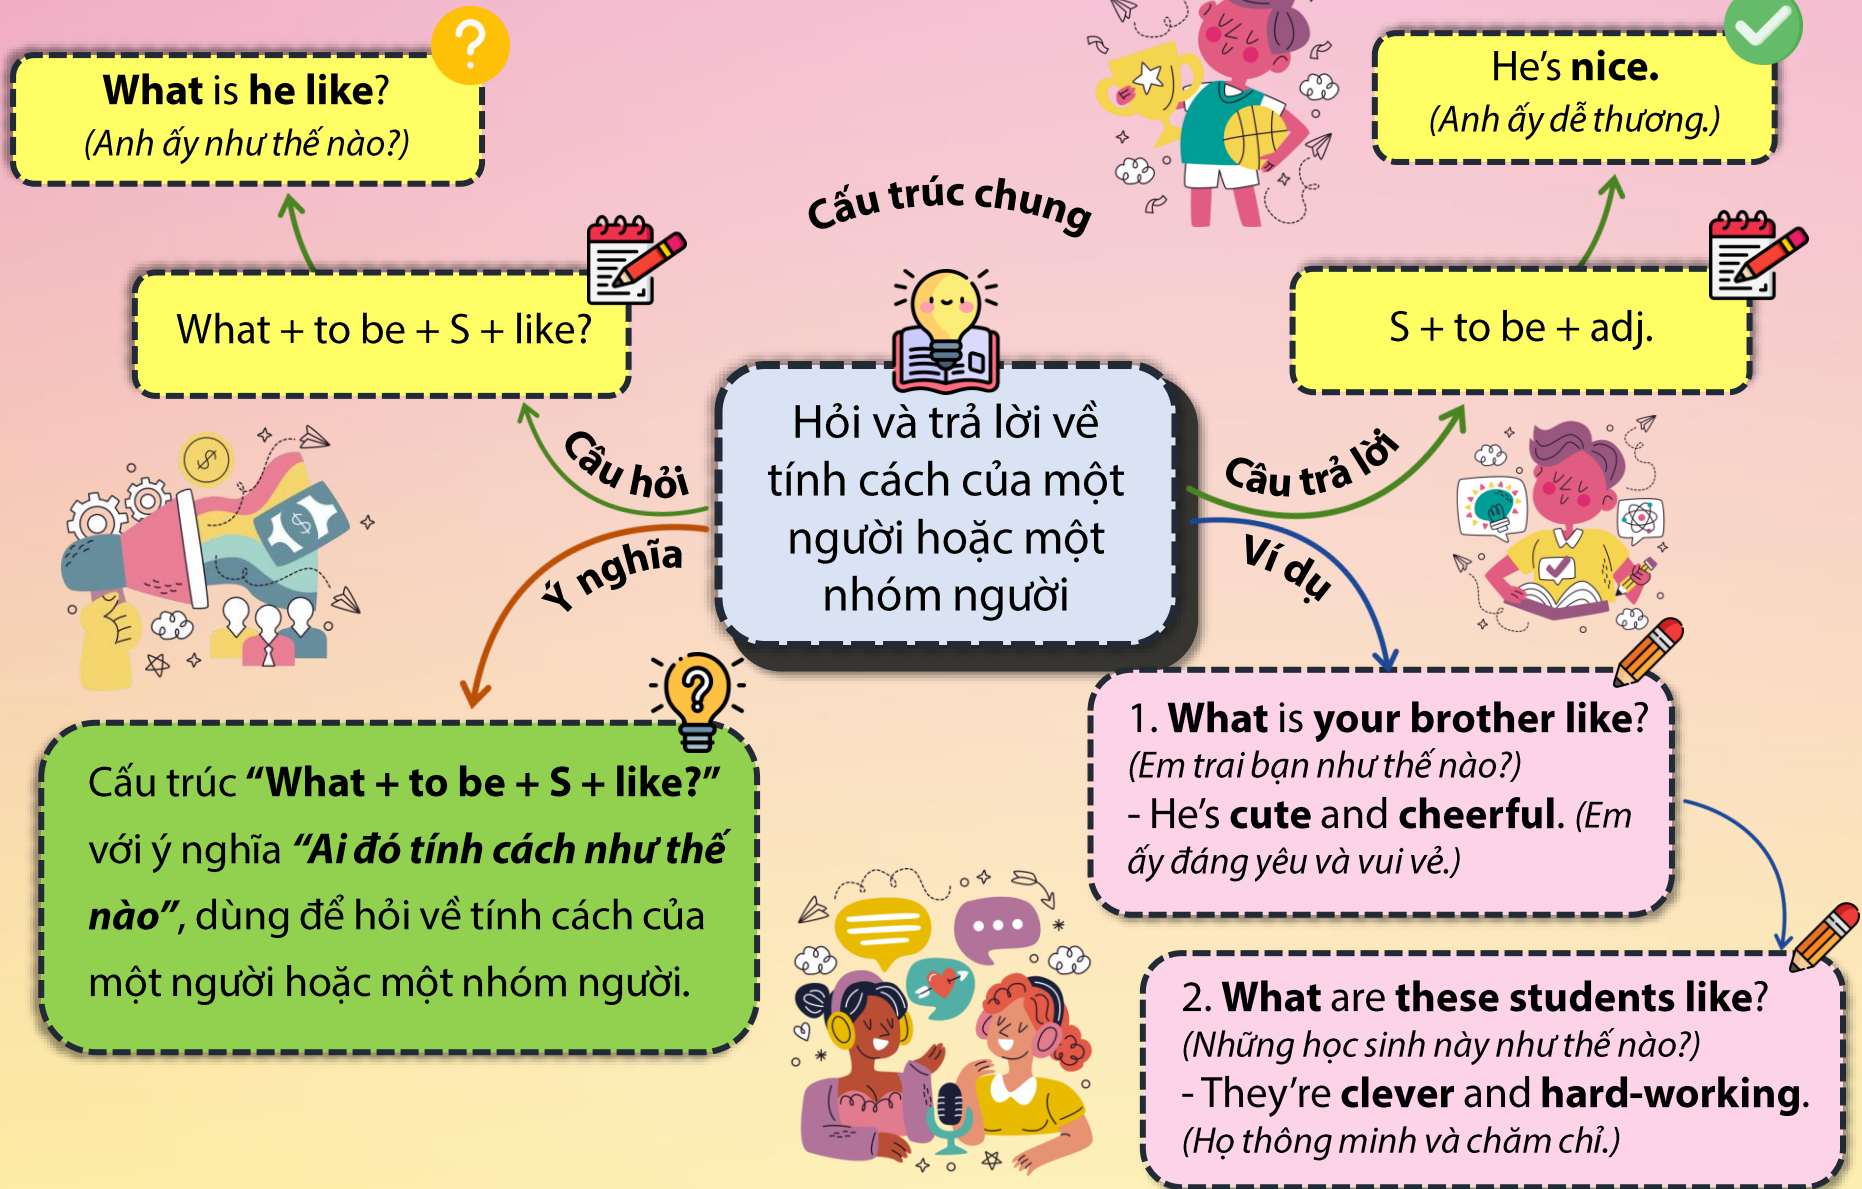 What is he like?
(Anh ấy như thế nào?)
He's nice.
(Anh ấy dễ thương.)
Cấu trúc chung
What + to be + S + like?
S + to be + adj.
Hỏi và trả lời về
tính cách của một
người hoặc một
nhóm người
Câu hỏi
Câu trả lời
Ý nghĩa
Ví dụ
Cấu trúc “What + to be + S + like?”
với ý nghĩa “Ai đó tính cách như thế
nào”, dùng để hỏi về tính cách của
một người hoặc một nhóm người.
1. What is your brother like?
(Em trai bạn như thế nào?)
- He's cute and cheerful. (Em
ấy đáng yêu và vui vẻ.)
2. What are these students like?
(Những học sinh này như thế nào?)
- They're clever and hard-working.
(Họ thông minh và chăm chỉ.)